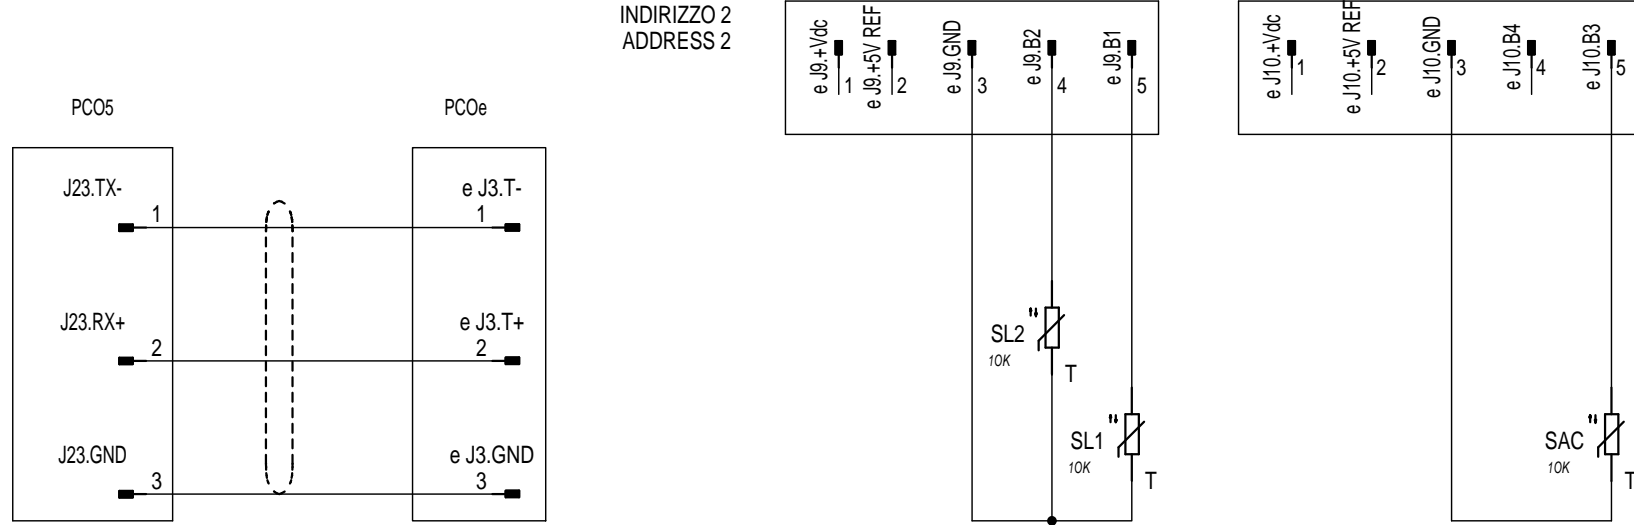 INDIRIZZO 2
ADDRESS 2
PCO5
PCOe
J23.TX-
1
e J3.T-
1
J23.RX+
2
e J3.T+
2
J23.GND
3
e J3.GND
3
e J9.+Vdc
1
e J9.+5V REF
2
e J9.GND
3
e J9.B2
4
e J9.B1
5
SL2
10K
T
SL1
10K
T
e J10.+Vdc
1
e J10.+5V REF
2
e J10.GND
3
e J10.B4
4
e J10.B3
5
SAC
10K
T